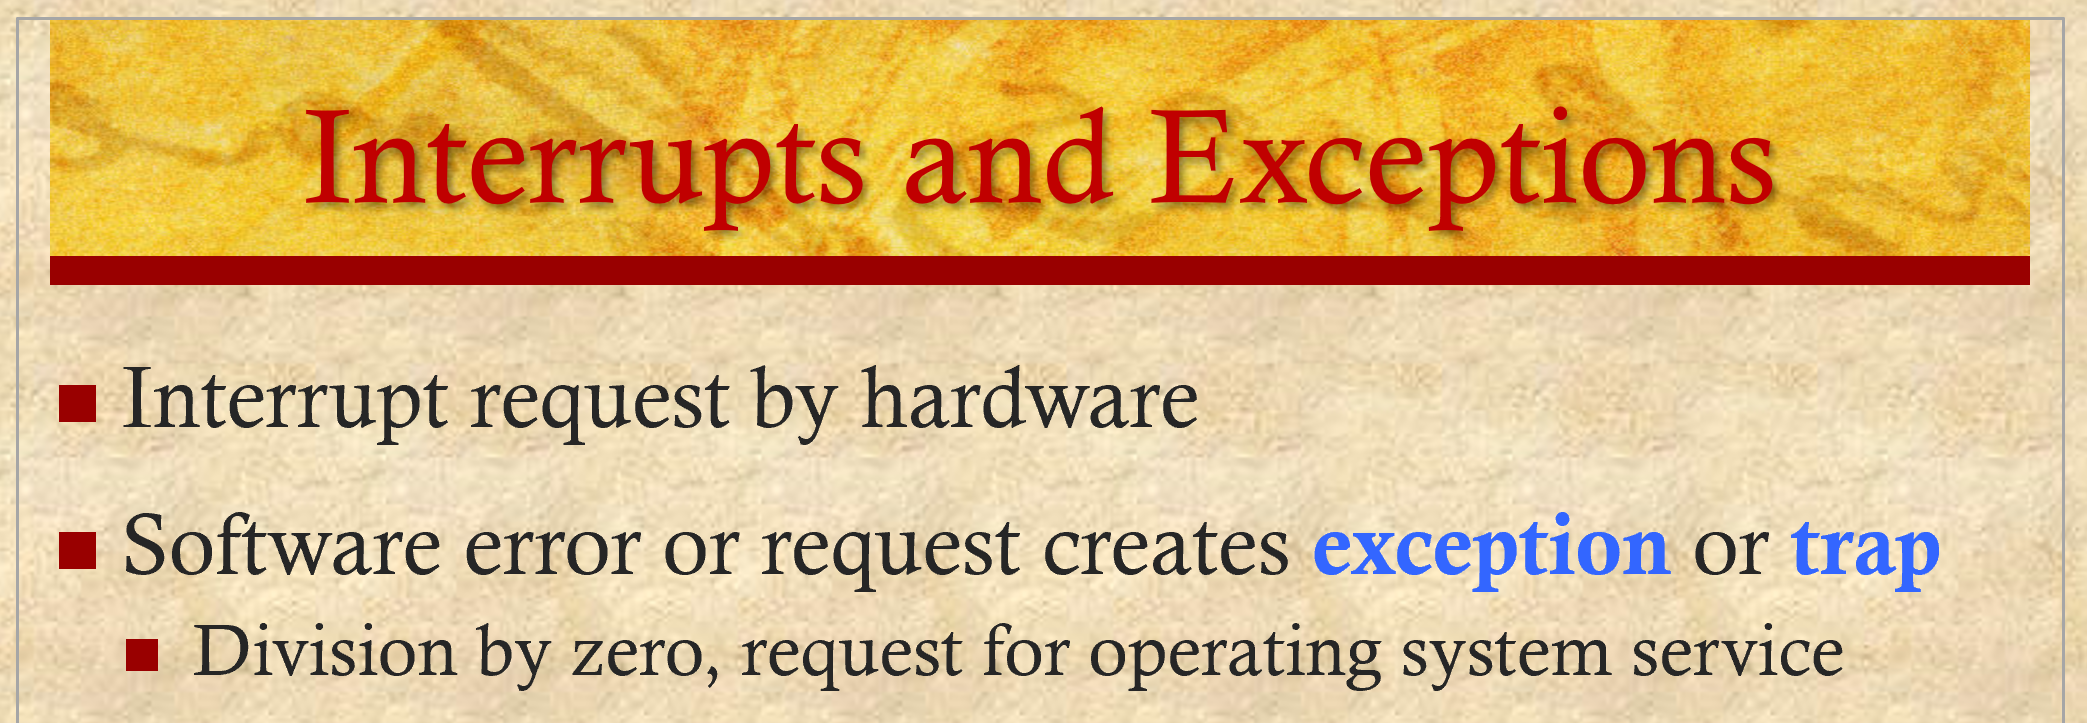 Interrupts and Exceptions
Interrupt request by hardware
Software error or request creates exception or trap
Division by zero, request for operating system service